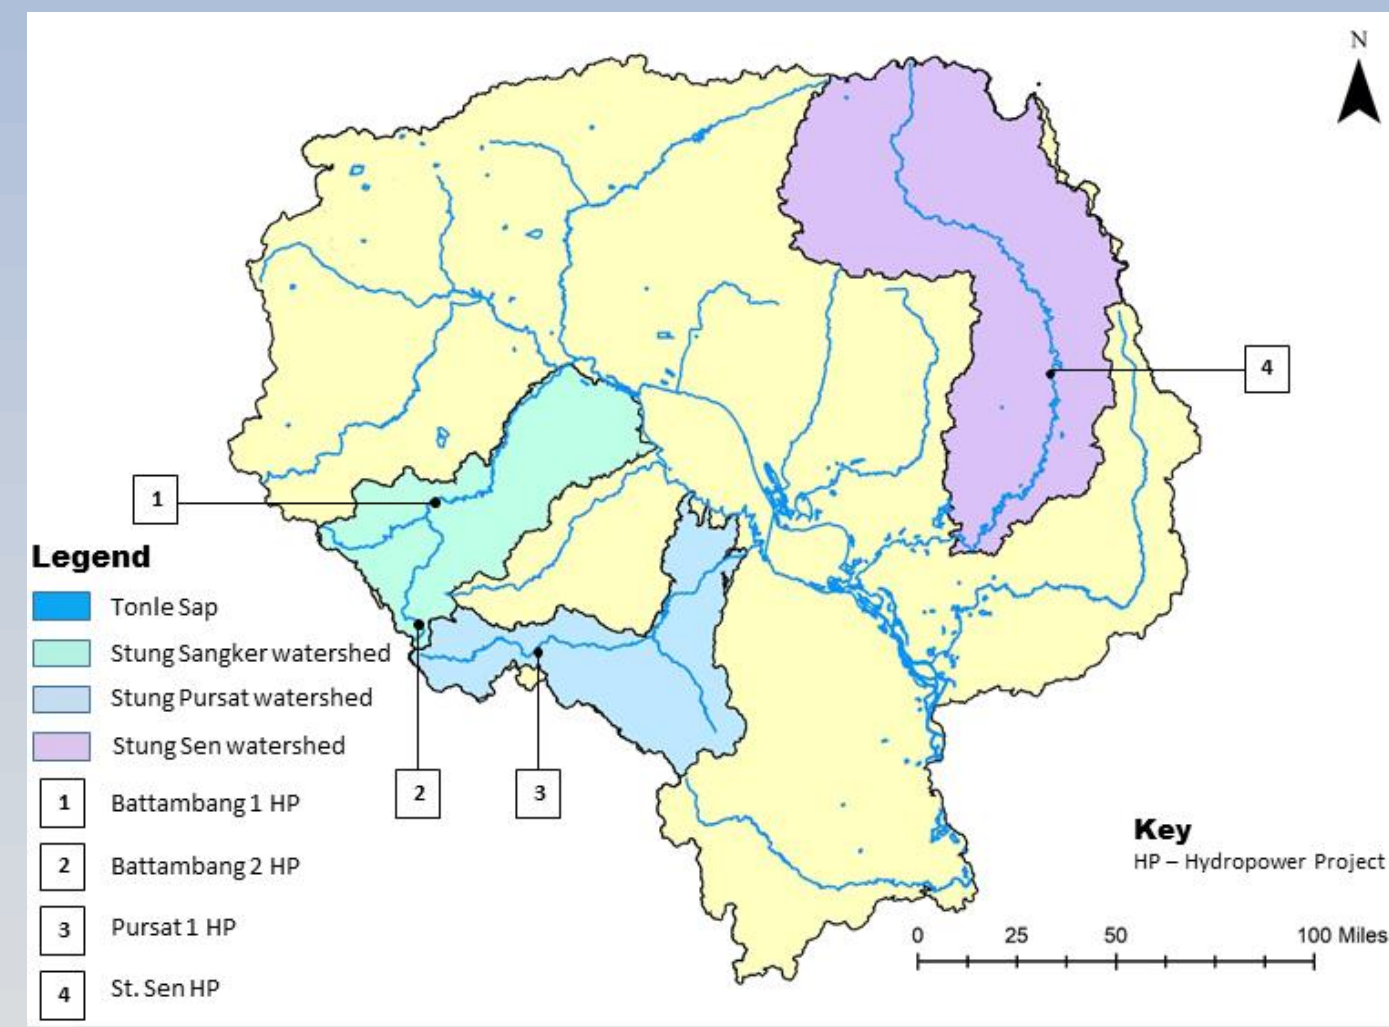 N
4
1
Legend
Tonle Sap
Stung Sangker watershed
Stung Pursat watershed
Stung Sen watershed
1 Battambang 1 HP
2 Battambang 2 HP
3 Pursat 1 HP
4 St. Sen HP
2
3
Key
HP – Hydropower Project
0 25 50 100 Miles